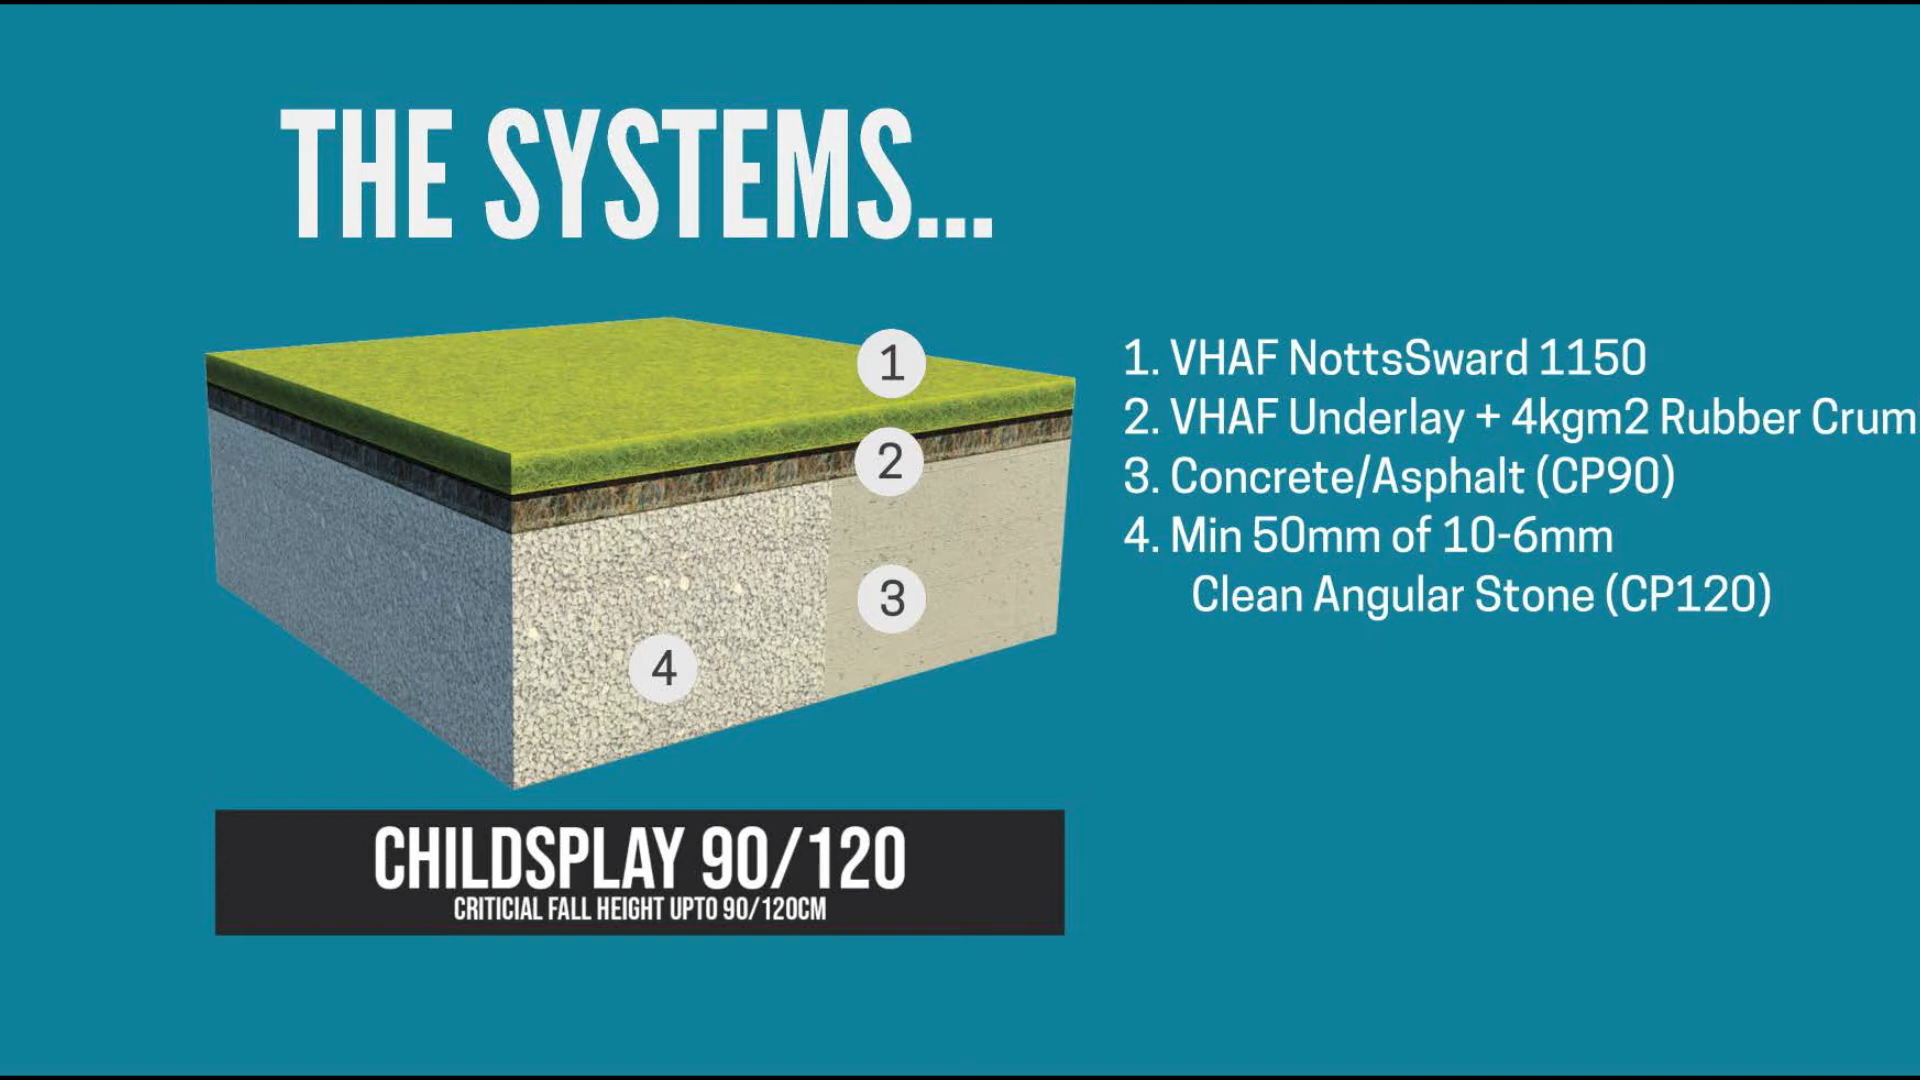 THE SYSTEMS...
1
2
3
4
1. VHAF NottsSward 1150
2. VHAF Underlay + 4kgm2 Rubber Crum
3. Concrete/Asphalt (CP90)
4. Min 50mm of 10-6mm
Clean Angular Stone (CP120)
CHILDSPLAY 90/120
CRITICIAL FALL HEIGHT UPTO 90/120CM